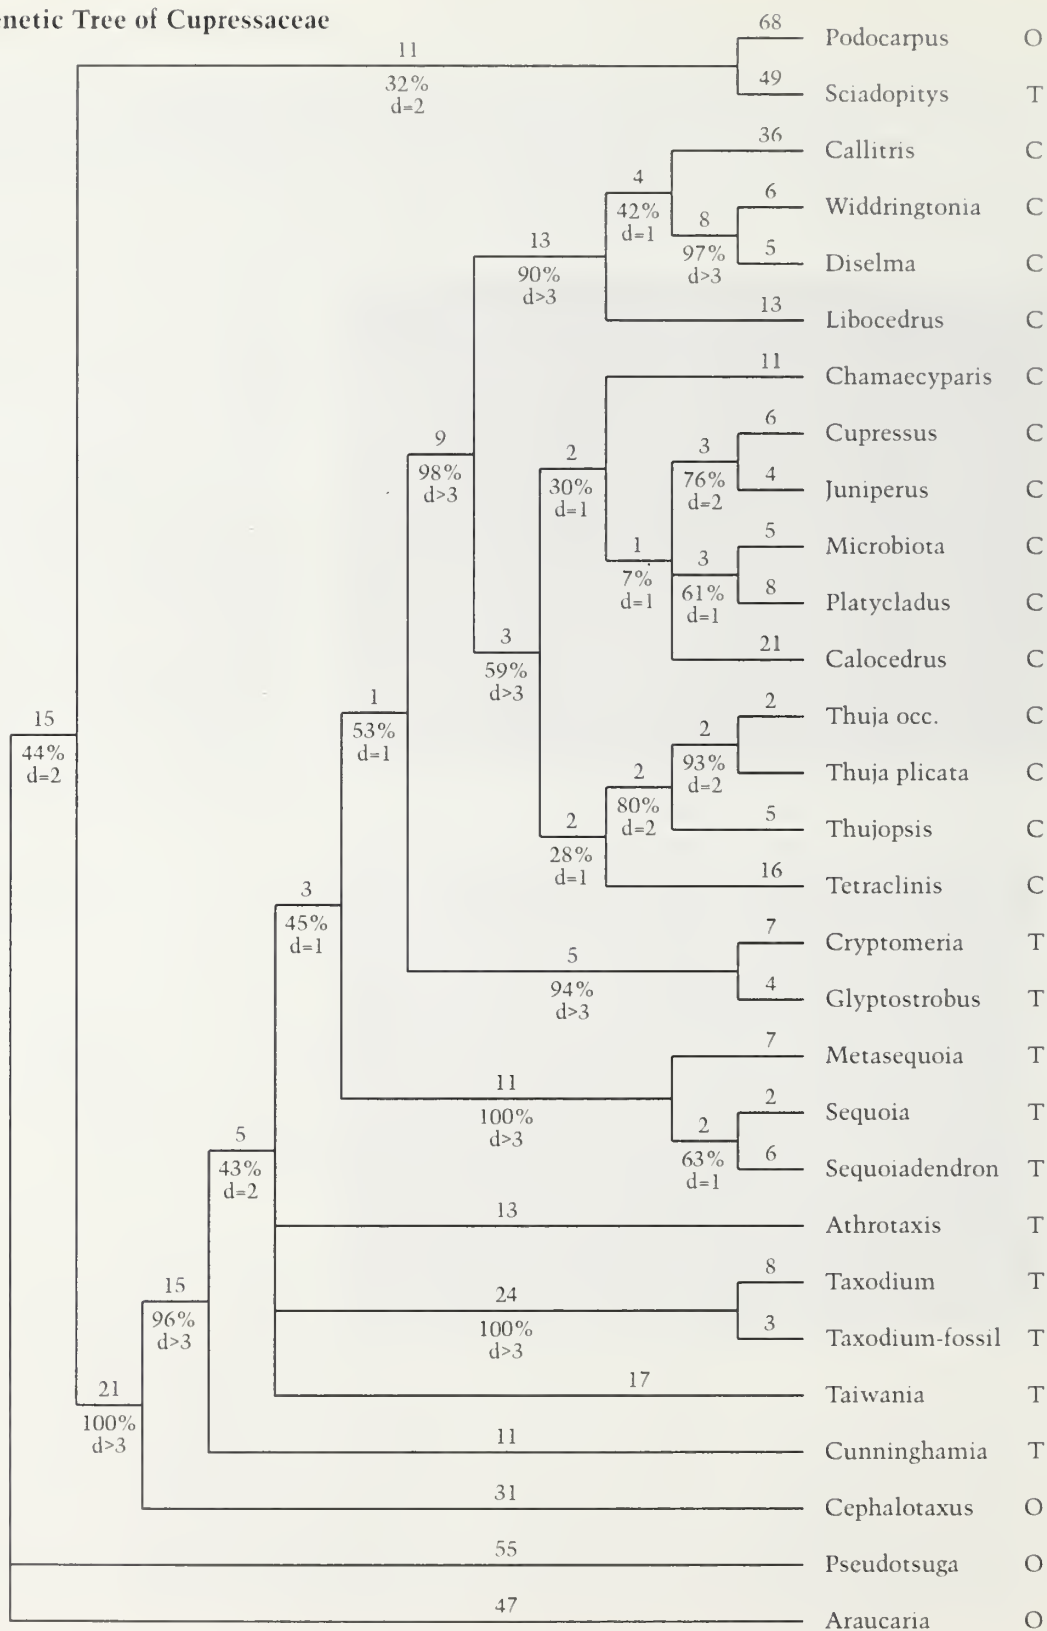 enetic Tree of Cupressaceae
68 Podocarpus O
11
32%
d=2
49 Sciadopitys T
36 Callitris C
4
42%
d=1
6 Widdringtonia C
8
97%
d>3
13
90%
d>3
5 Diselma C
13 Libocedrus C
11 Chamaecyparis C
6 Cupressus C
9
98%
d>3
2
30%
d=1
3
76%
d=2
4 Juniperus C
5 Microbiota C
1
7%
d=1
3
61%
d=1
8 Platycladus C
3
59%
d>3
21 Calocedrus C
1
53%
d=1
2 Thuja occ. C
15
44%
d=2
2
93%
d=2
Thuja plicata C
2
80%
d=2
5 Thujopsis C
2
28%
d=1
16 Tetraclinis C
3
45%
d=1
7 Cryptomeria T
5
94%
d>3
4 Glyptostrobus T
7 Metasequoia T
11
100%
d>3
2 Sequoia T
2
63%
d=1
6 Sequoiadendron T
5
43%
d=2
13 Athrotaxis T
8 Taxodium T
15
96%
d>3
24
100%
d>3
3 Taxodium-fossil T
17 Taiwania T
21
100%
d>3
11 Cunninghamia T
31 Cephalotaxus O
55 Pseudotsuga O
47 Araucaria O